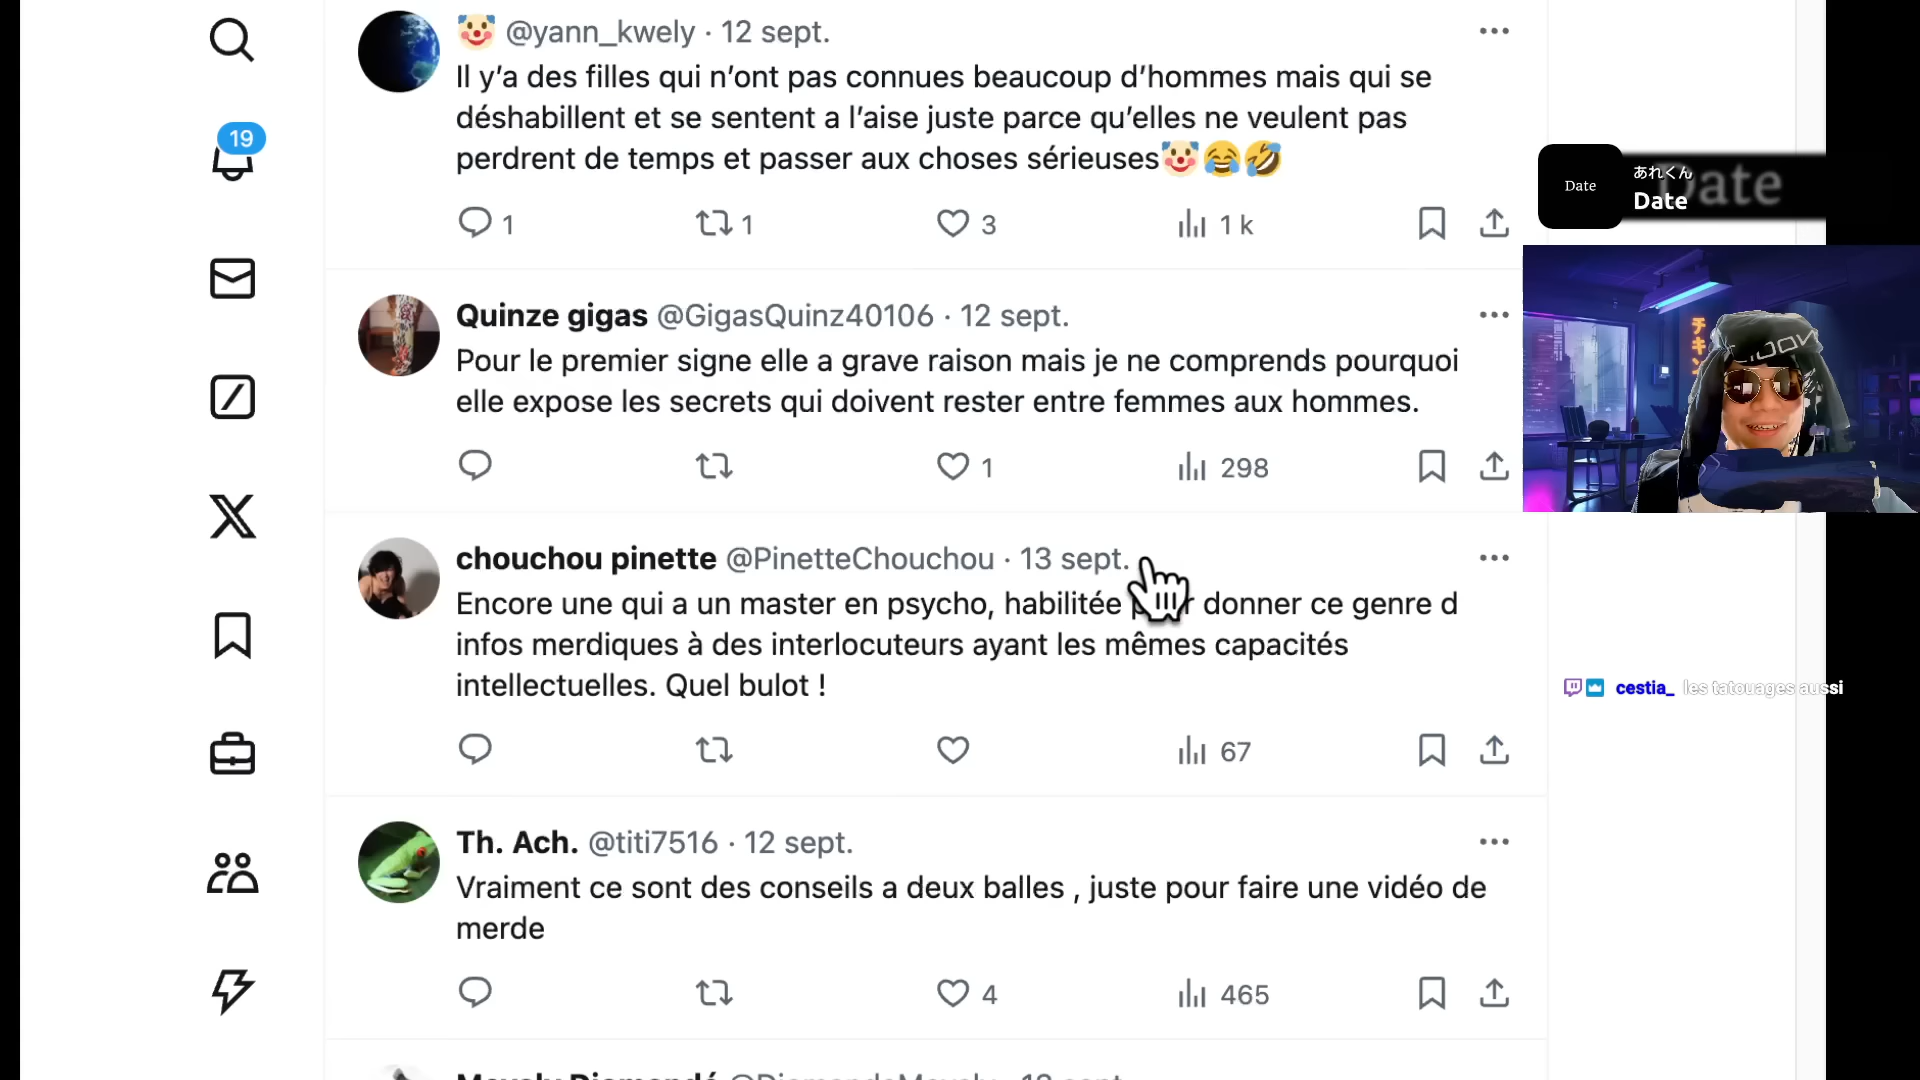 🤡 @yann_kwely · 12 sept.
Il y’a des filles qui n’ont pas connues beaucoup d’hommes mais qui se
déshabillent et se sentent a l’aise juste parce qu’elles ne veulent pas
perdrent de temps et passer aux choses sérieuses🤡😂🤣
1 1 3 1 k
19
Date
あれくん
Date
Date
Quinze gigas @GigasQuinz40106 · 12 sept.
Pour le premier signe elle a grave raison mais je ne comprends pourquoi
elle expose les secrets qui doivent rester entre femmes aux hommes.
1 298
チキン
chouchou pinette @PinetteChouchou · 13 sept.
Encore une qui a un master en psycho, habilitée donner ce genre d
infos merdiques à des interlocuteurs ayant les mêmes capacités
intellectuelles. Quel bulot !
67
cestia_ les tatouages aussi
Th. Ach. @titi7516 · 12 sept.
Vraiment ce sont des conseils a deux balles , juste pour faire une vidéo de
merde
4 465